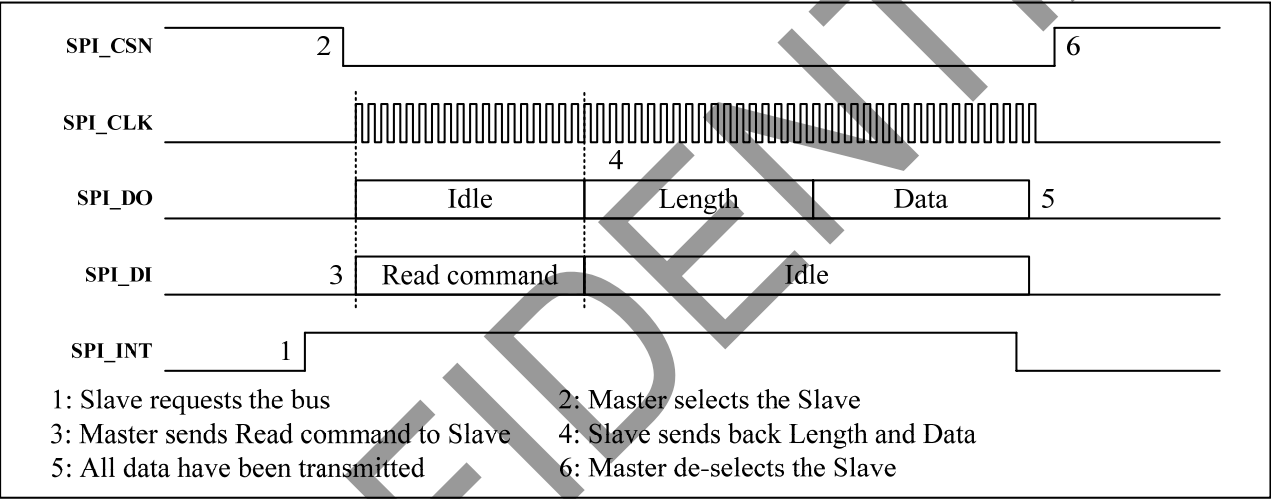 SPI_CSN 2 6
SPI_CLK
4
SPI_DO Idle Length Data 5
SPI_DI 3 Read command Idle
SPI_INT 1
1: Slave requests the bus 2: Master selects the Slave
3: Master sends Read command to Slave 4: Slave sends back Length and Data
5: All data have been transmitted 6: Master de-selects the Slave
FIDENTI